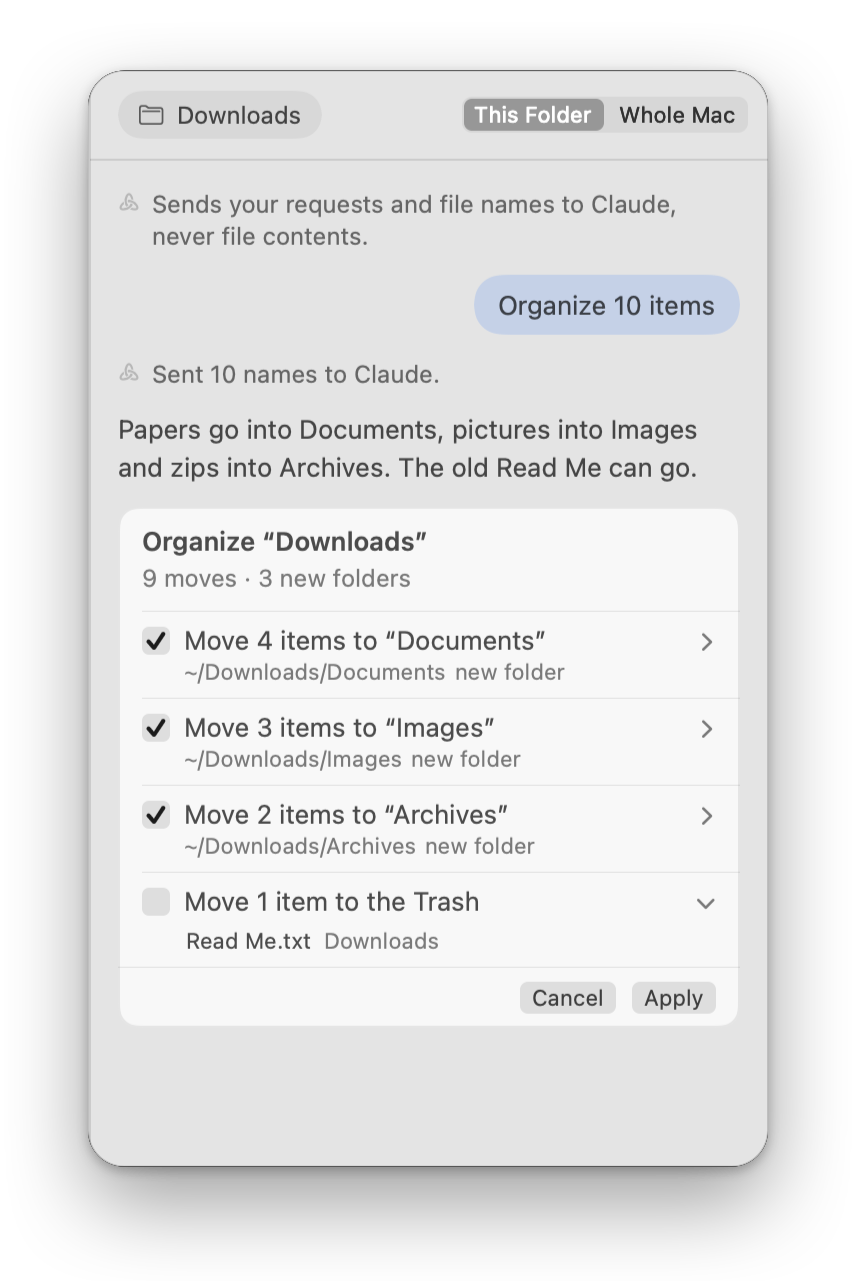 Downloads
This Folder
Whole Mac
Sends your requests and file names to Claude,
never file contents.
Organize 10 items
Sent 10 names to Claude.
Papers go into Documents, pictures into Images
and zips into Archives. The old Read Me can go.
Organize “Downloads”
9 moves · 3 new folders
Move 4 items to “Documents”
~/Downloads/Documents new folder
Move 3 items to “Images”
~/Downloads/Images new folder
Move 2 items to “Archives”
~/Downloads/Archives new folder
Move 1 item to the Trash
Read Me.txt Downloads
Cancel
Apply